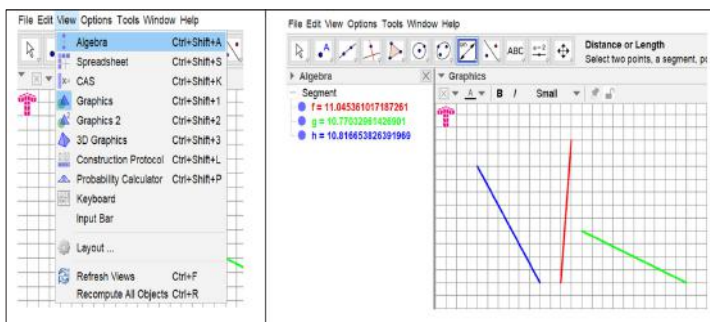 File Edit View Options Tools Window Help
Algebra Ctrl+Shift+A
Spreadsheet Ctrl+Shift+S
CAS Ctrl+Shift+K
Graphics Ctrl+Shift+1
Graphics 2 Ctrl+Shift+2
3D Graphics Ctrl+Shift+3
Construction Protocol Ctrl+Shift+L
Probability Calculator Ctrl+Shift+P
Keyboard
Input Bar
Layout ...
Refresh Views Ctrl+F
Recompute All Objects Ctrl+R
File Edit View Options Tools Window Help
ABC a=2 Distance or Length
Select two points, a segment, po
Algebra
Graphics
Segment
f = 11.045361017187261
g = 10.77032961426901
h = 10.816653826391969
A B I Small